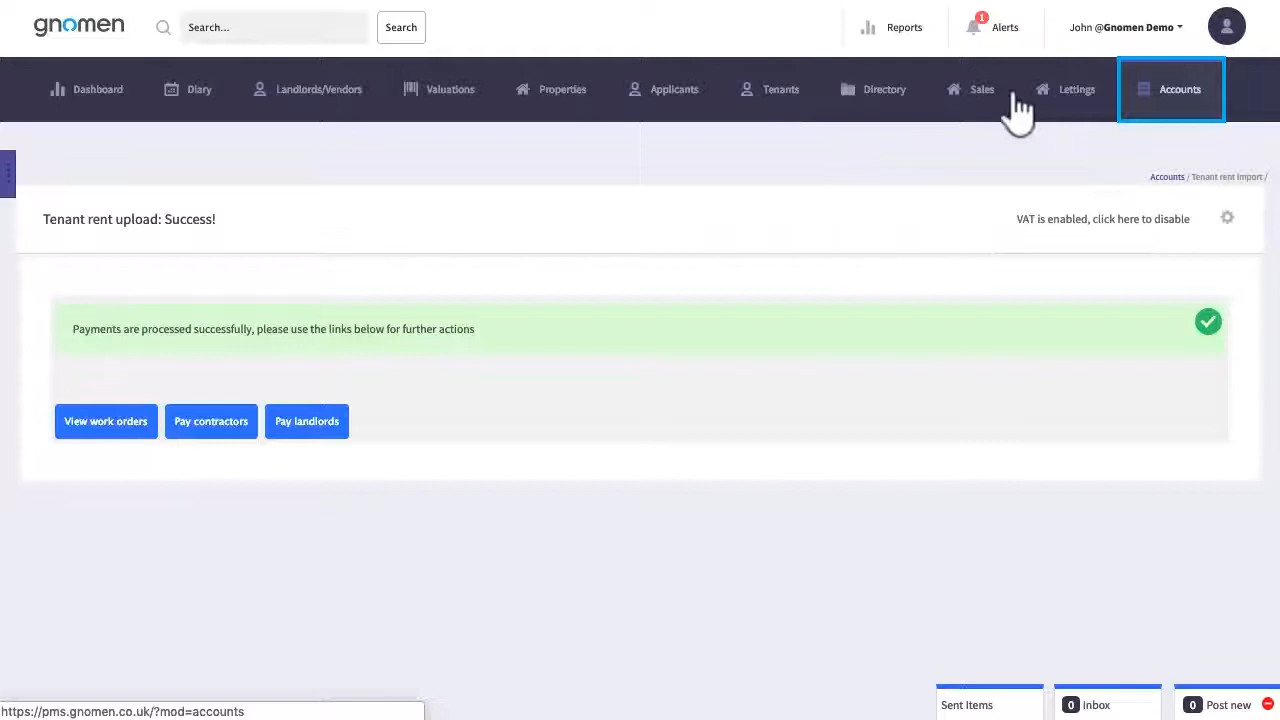 gnomen
Search...
Search
Reports
1
Alerts
John @Gnomen Demo
Dashboard
Diary
Landlords/Vendors
Valuations
Properties
Applicants
Tenants
Directory
Sales
Lettings
Accounts
Accounts / Tenant rent Import /
Tenant rent upload: Success!
VAT is enabled, click here to disable
Payments are processed successfully, please use the links below for further actions
View work orders
Pay contractors
Pay landlords
https://pms.gnomen.co.uk/?mod=accounts
Sent Items
0 Inbox
0 Post new